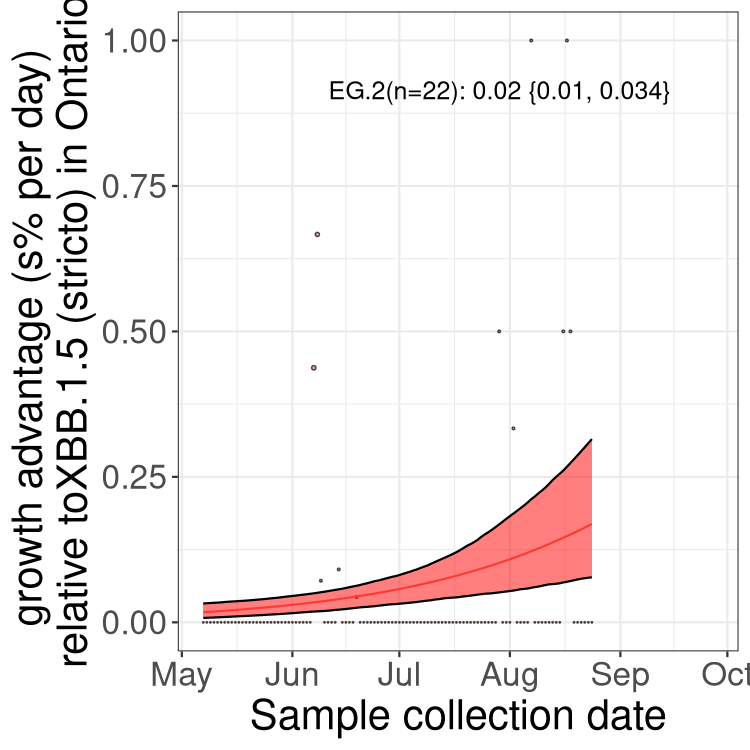 growth advantage (s% per day)
relative toXBB.1.5 (stricto) in Ontario
1.00
0.75
0.50
0.25
0.00
EG.2(n=22): 0.02 {0.01, 0.034}
May Jun Jul Aug Sep Oct
Sample collection date